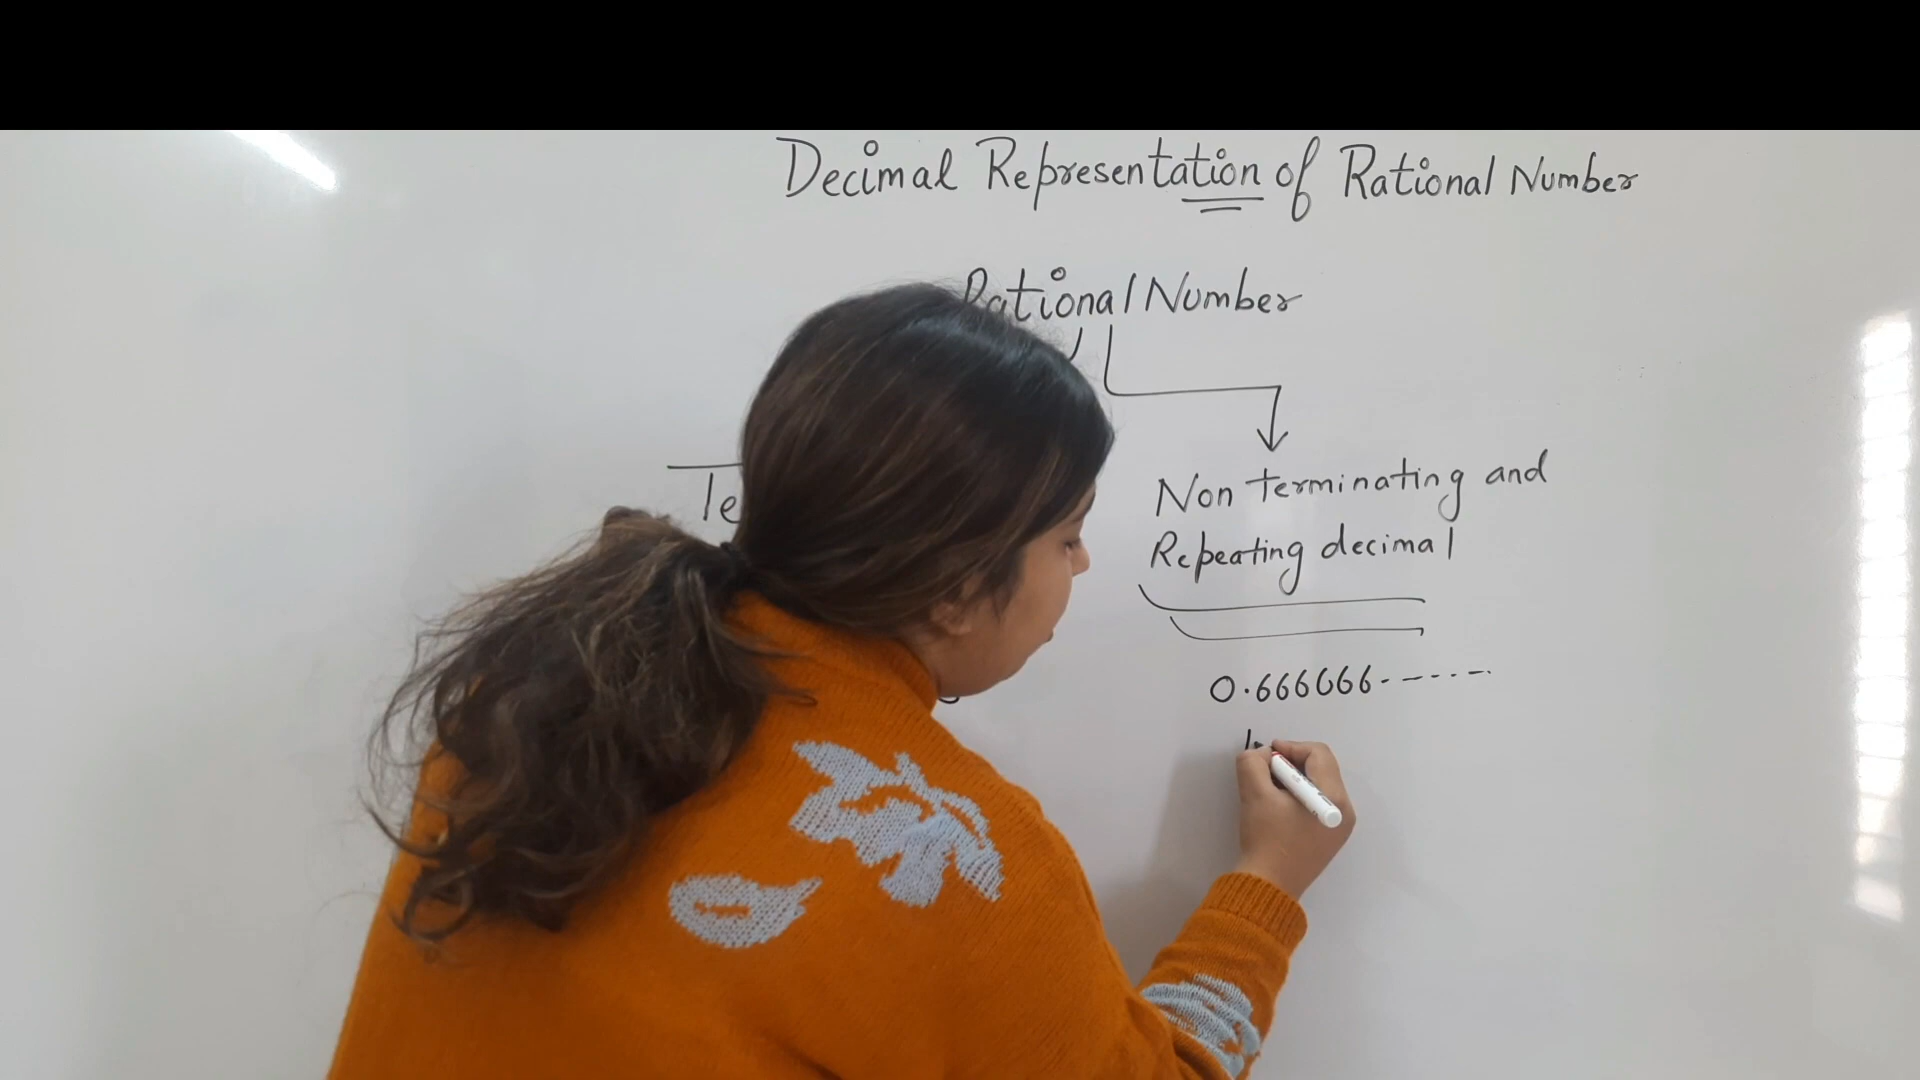 Decimal Representation of Rational Number
Rational Number
Te
Non terminating and
Repeating decimal
0.666666------